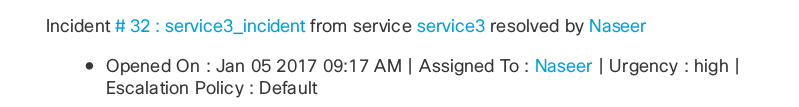 Incident # 32 : service3_incident from service service3 resolved by Naseer
• Opened On : Jan 05 2017 09:17 AM | Assigned To : Naseer | Urgency : high |
Escalation Policy : Default